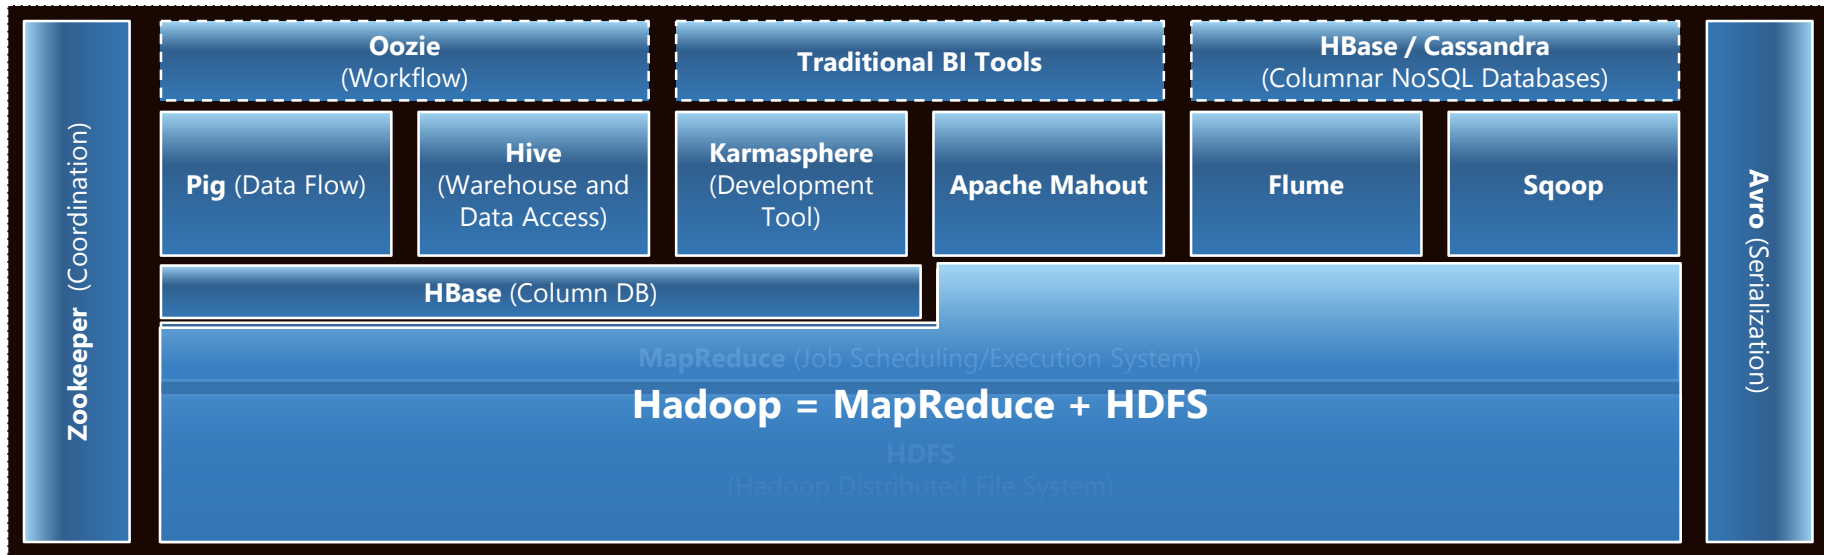 Oozie
(Workflow)
Traditional BI Tools
HBase / Cassandra
(Columnar NoSQL Databases)
Zookeeper (Coordination)
Pig (Data Flow)
Hive
(Warehouse and
Data Access)
Karmasphere
(Development
Tool)
Apache Mahout
Flume
Sqoop
Avro (Serialization)
HBase (Column DB)
MapReduce (Job Scheduling/Execution System)
Hadoop = MapReduce + HDFS
HDFS
(Hadoop Distributed File System)